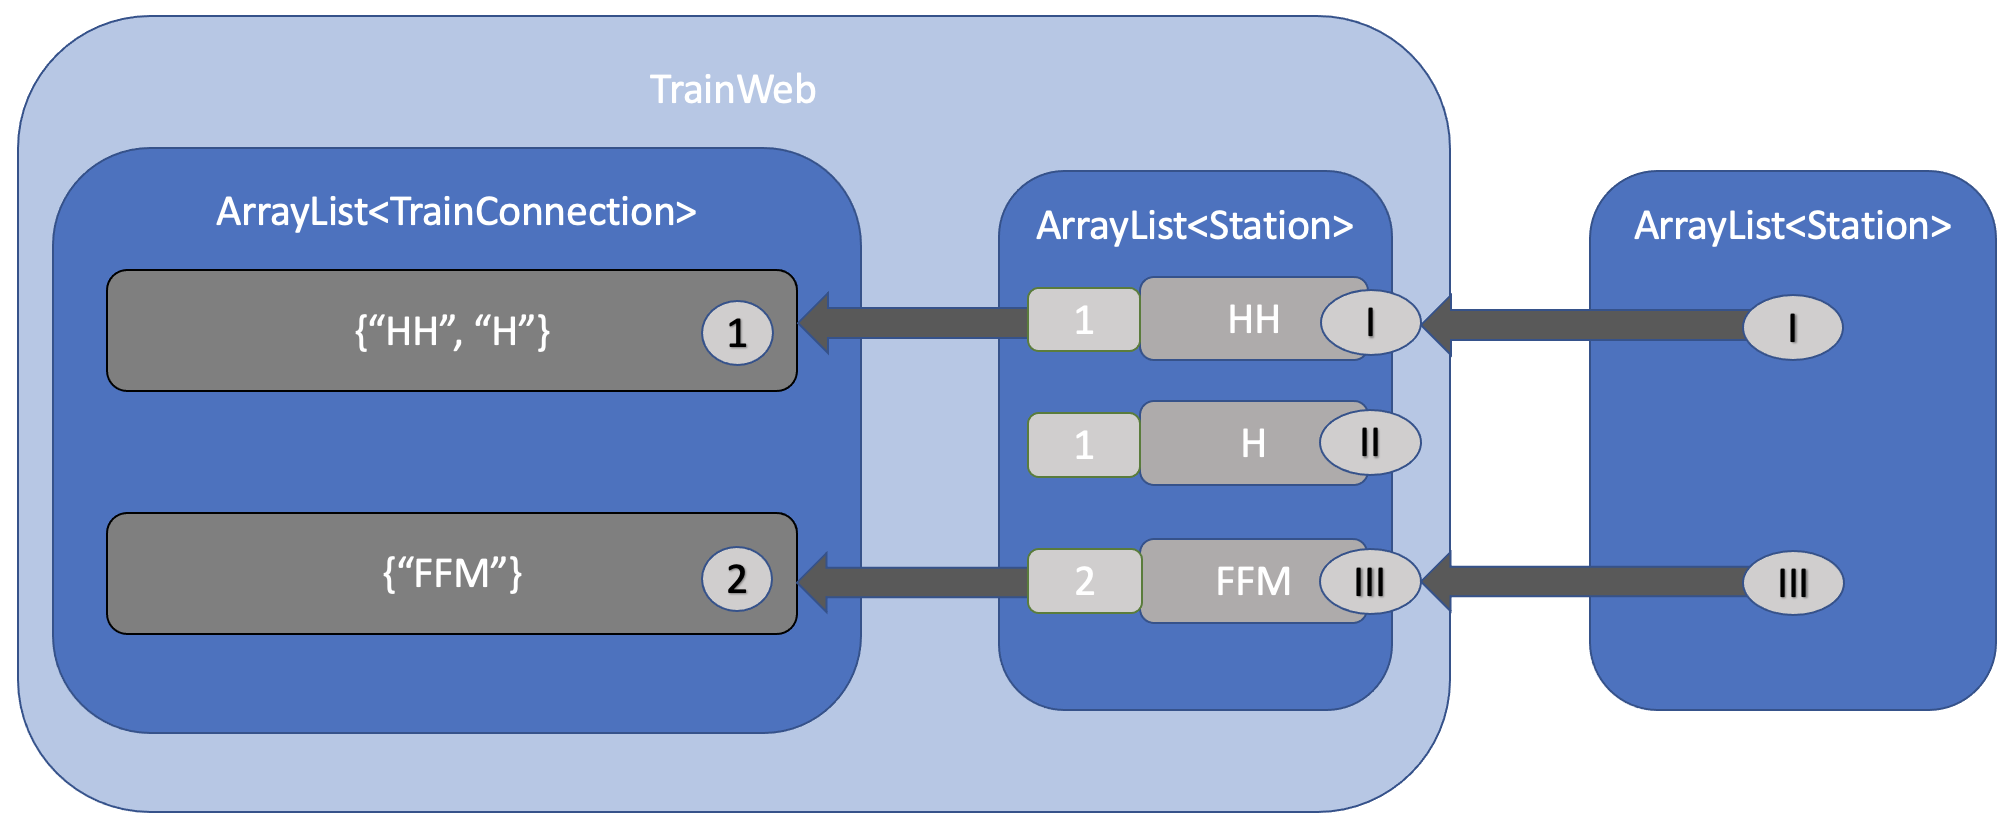 TrainWeb
ArrayList<TrainConnection>
{“HH”, “H”}
1
{“FFM”}
2
ArrayList<Station>
1
HH
I
1
H
II
2
FFM
III
ArrayList<Station>
I
III